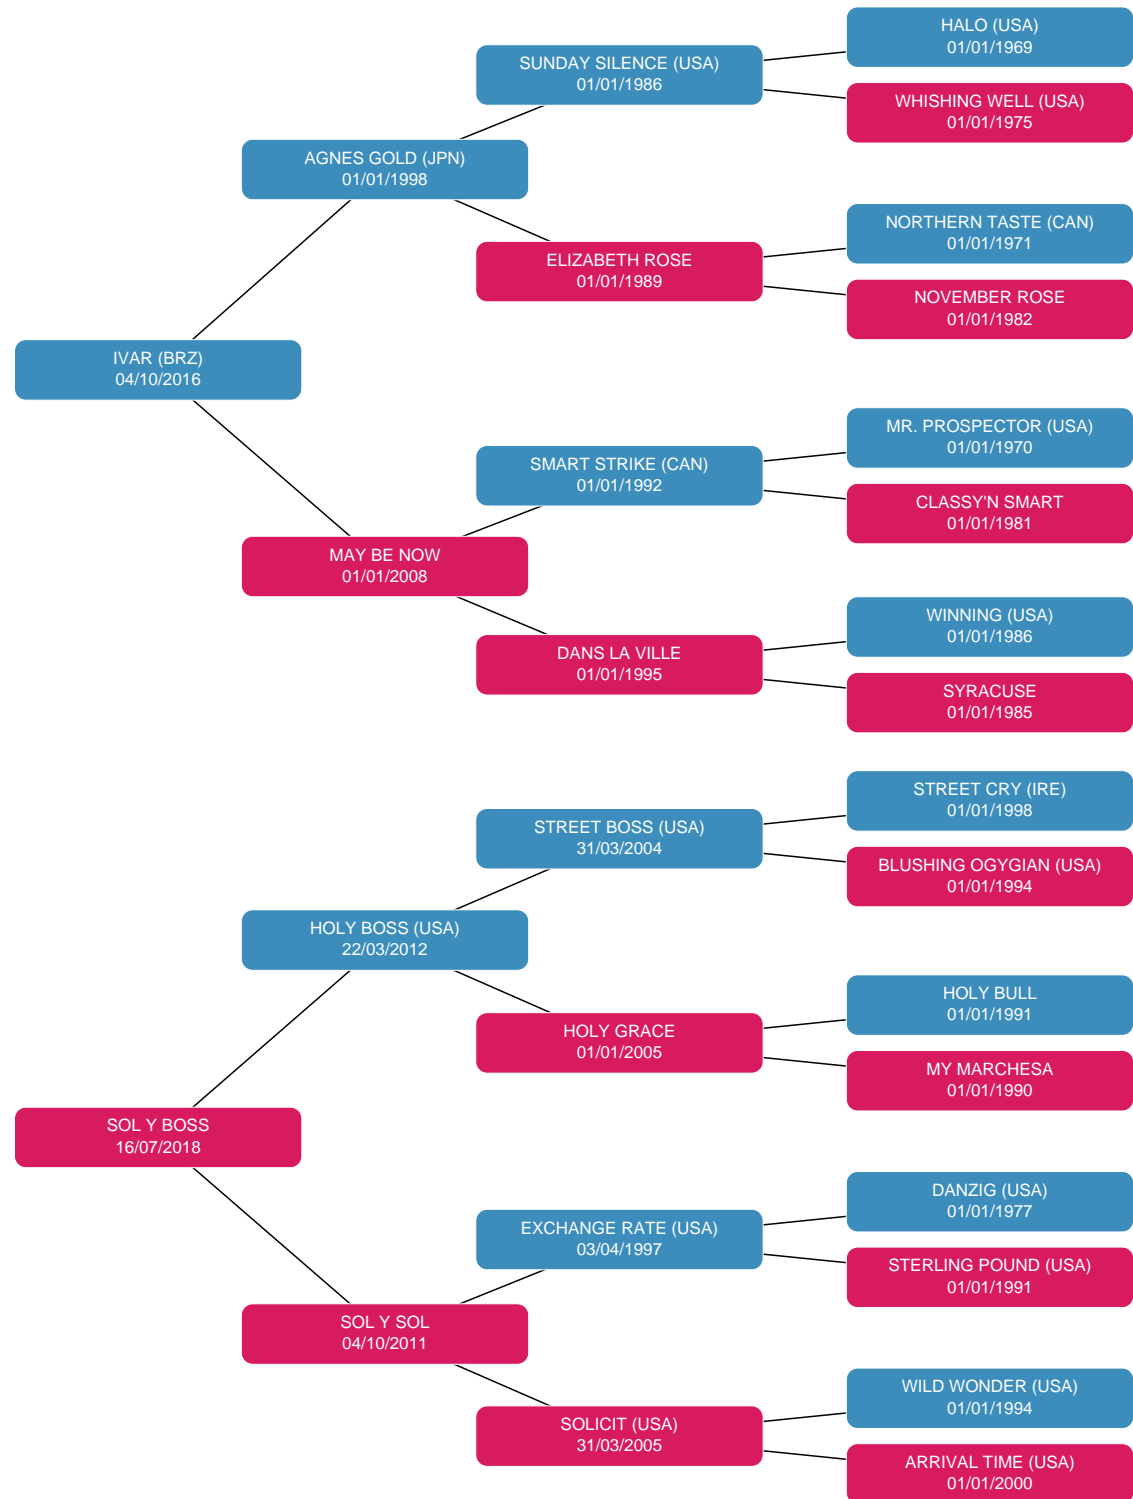 HALO (USA)
01/01/1969
SUNDAY SILENCE (USA)
01/01/1986
WHISHING WELL (USA)
01/01/1975
AGNES GOLD (JPN)
01/01/1998
NORTHERN TASTE (CAN)
01/01/1971
ELIZABETH ROSE
01/01/1989
NOVEMBER ROSE
01/01/1982
IVAR (BRZ)
04/10/2016
MR. PROSPECTOR (USA)
01/01/1970
SMART STRIKE (CAN)
01/01/1992
CLASSY'N SMART
01/01/1981
MAY BE NOW
01/01/2008
WINNING (USA)
01/01/1986
DANS LA VILLE
01/01/1995
SYRACUSE
01/01/1985
STREET CRY (IRE)
01/01/1998
STREET BOSS (USA)
31/03/2004
BLUSHING OGYGIAN (USA)
01/01/1994
HOLY BOSS (USA)
22/03/2012
HOLY BULL
01/01/1991
HOLY GRACE
01/01/2005
MY MARCHESA
01/01/1990
SOL Y BOSS
16/07/2018
DANZIG (USA)
01/01/1977
EXCHANGE RATE (USA)
03/04/1997
STERLING POUND (USA)
01/01/1991
SOL Y SOL
04/10/2011
WILD WONDER (USA)
01/01/1994
SOLICIT (USA)
31/03/2005
ARRIVAL TIME (USA)
01/01/2000